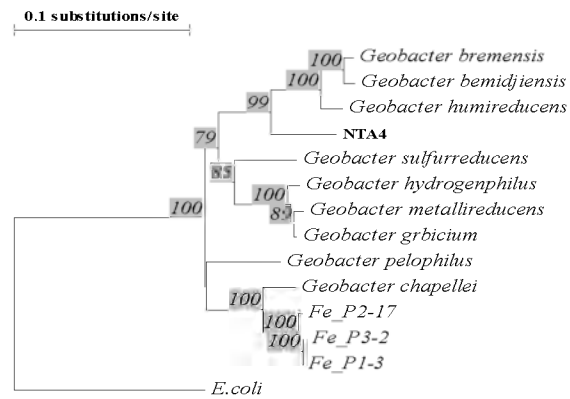 0.1 substitutions/site
100 Geobacter bremensis
100 Geobacter bemidjiensis
99 Geobacter humireducens
NTA4
79
85 Geobacter sulfurreducens
100 Geobacter hydrogenphilus
89 Geobacter metallireducens
100 Geobacter grbicium
Geobacter pelophilus
100 Geobacter chapellei
100 Fe_P2-17
100 Fe_P3-2
Fe_P1-3
E.coli